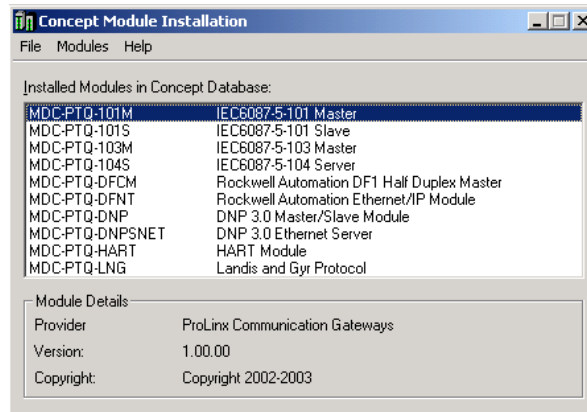 Concept Module Installation
File Modules Help
Installed Modules in Concept Database:
MDC-PTQ-101M IEC6087-5-101 Master
MDC-PTQ-101S IEC6087-5-101 Slave
MDC-PTQ-103M IEC6087-5-103 Master
MDC-PTQ-104S IEC6087-5-104 Server
MDC-PTQ-DFCM Rockwell Automation DF1 Half Duplex Master
MDC-PTQ-DFNT Rockwell Automation Ethernet/IP Module
MDC-PTQ-DNP DNP 3.0 Master/Slave Module
MDC-PTQ-DNPSNET DNP 3.0 Ethernet Server
MDC-PTQ-HART HART Module
MDC-PTQ-LNG Landis and Gyr Protocol
Module Details
Provider ProLinx Communication Gateways
Version: 1.00.00
Copyright: Copyright 2002-2003